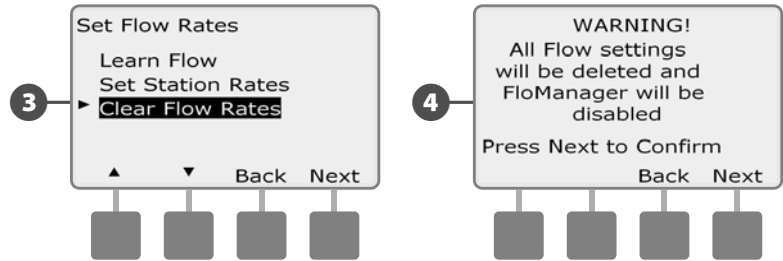 3
Set Flow Rates
Learn Flow
Set Station Rates
► Clear Flow Rates
▲ ▼ Back Next
4
WARNING!
All Flow settings
will be deleted and
FloManager will be
disabled
Press Next to Confirm
Back Next